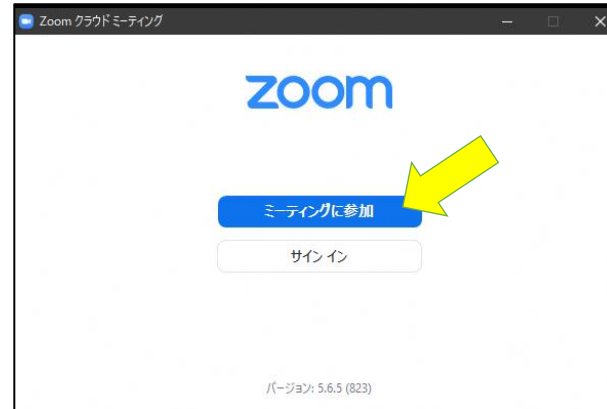 Zoom クラウド ミーティング
zoom
ミーティングに参加
サイン イン
バージョン: 5.6.5 (823)